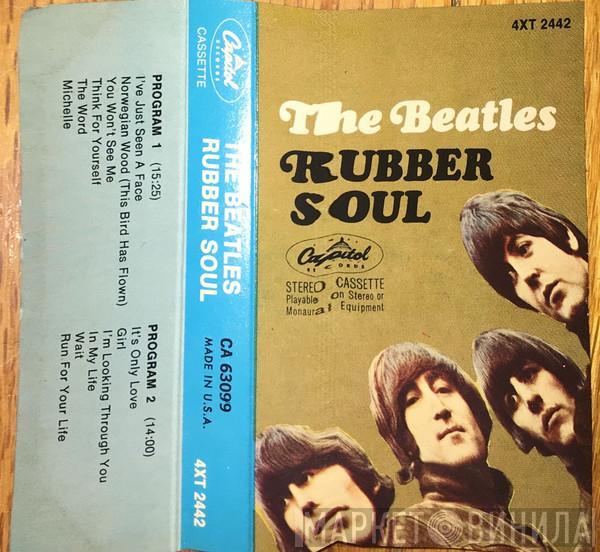 PROGRAM 1 (15:25)
I've Just Seen A Face
Norwegian Wood (This Bird Has Flown)
You Won't See Me
Think For Yourself
The Word
Michelle
PROGRAM 2 (14:00)
It's Only Love
Girl
I'm Looking Through You
In My Life
Wait
Run For Your Life
Capitol
RECORDS
CASSETTE
THE BEATLES
RUBBER SOUL
CA 63099
MADE IN U.S.A.
4XT 2442
4XT 2442
The Beatles
RUBBER
SOUL
Capitol
RECORDS
STEREO CASSETTE
Playable on Stereo or
Monaural Equipment
МАРКЕТ ВИНИЛА